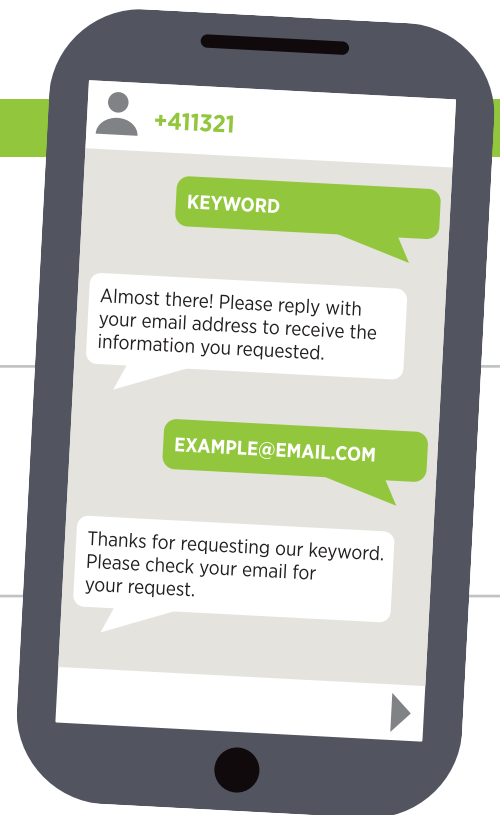 +411321
KEYWORD
Almost there! Please reply with
your email address to receive the
information you requested.
EXAMPLE@EMAIL.COM
Thanks for requesting our keyword.
Please check your email for
your request.